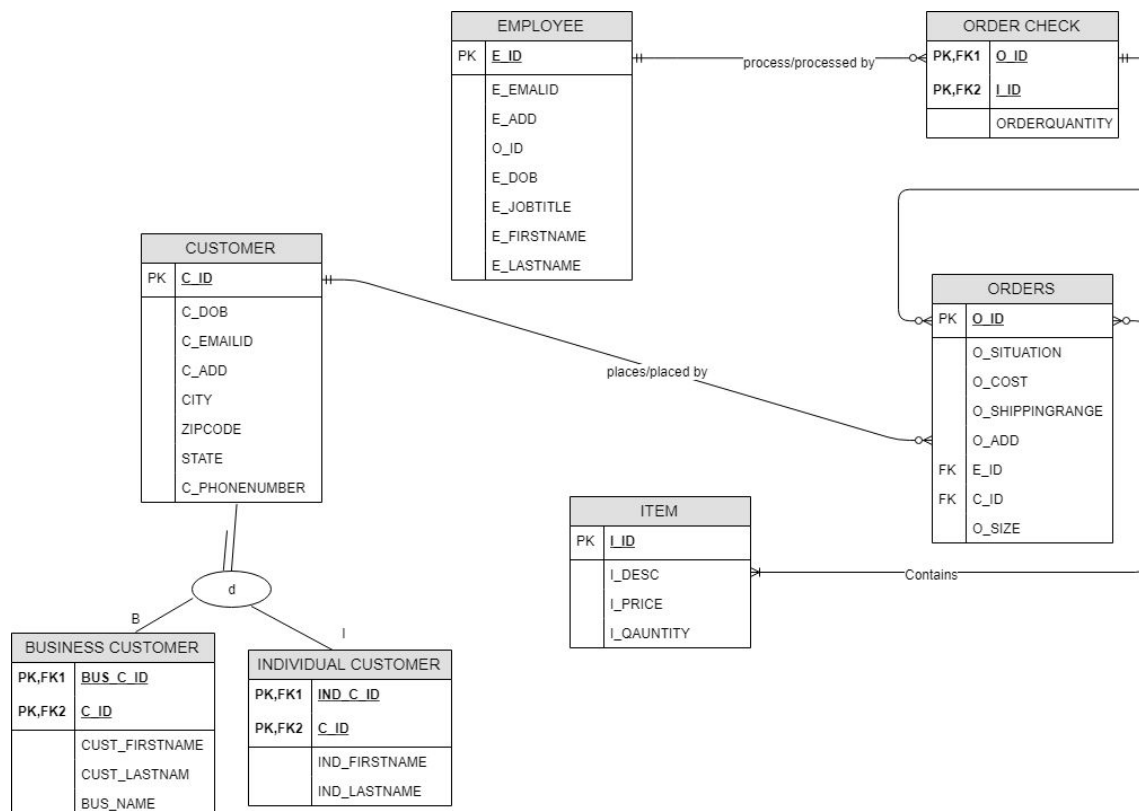 EMPLOYEE
PK E_ID
E_EMALID
E_ADD
O_ID
E_DOB
E_JOBTITLE
E_FIRSTNAME
E_LASTNAME
process/processed by
ORDER CHECK
PK,FK1 O_ID
PK,FK2 I_ID
ORDERQUANTITY
CUSTOMER
PK C_ID
C_DOB
C_EMAILID
C_ADD
CITY
ZIPCODE
STATE
C_PHONENUMBER
places/placed by
ORDERS
PK O_ID
O_SITUATION
O_COST
O_SHIPPINGRANGE
O_ADD
FK E_ID
FK C_ID
O_SIZE
ITEM
PK I_ID
I_DESC
I_PRICE
I_QAUNTITY
Contains
d
B
I
BUSINESS CUSTOMER
PK,FK1 BUS_C_ID
PK,FK2 C_ID
CUST_FIRSTNAME
CUST_LASTNAM
BUS_NAME
INDIVIDUAL CUSTOMER
PK,FK1 IND_C_ID
PK,FK2 C_ID
IND_FIRSTNAME
IND_LASTNAME